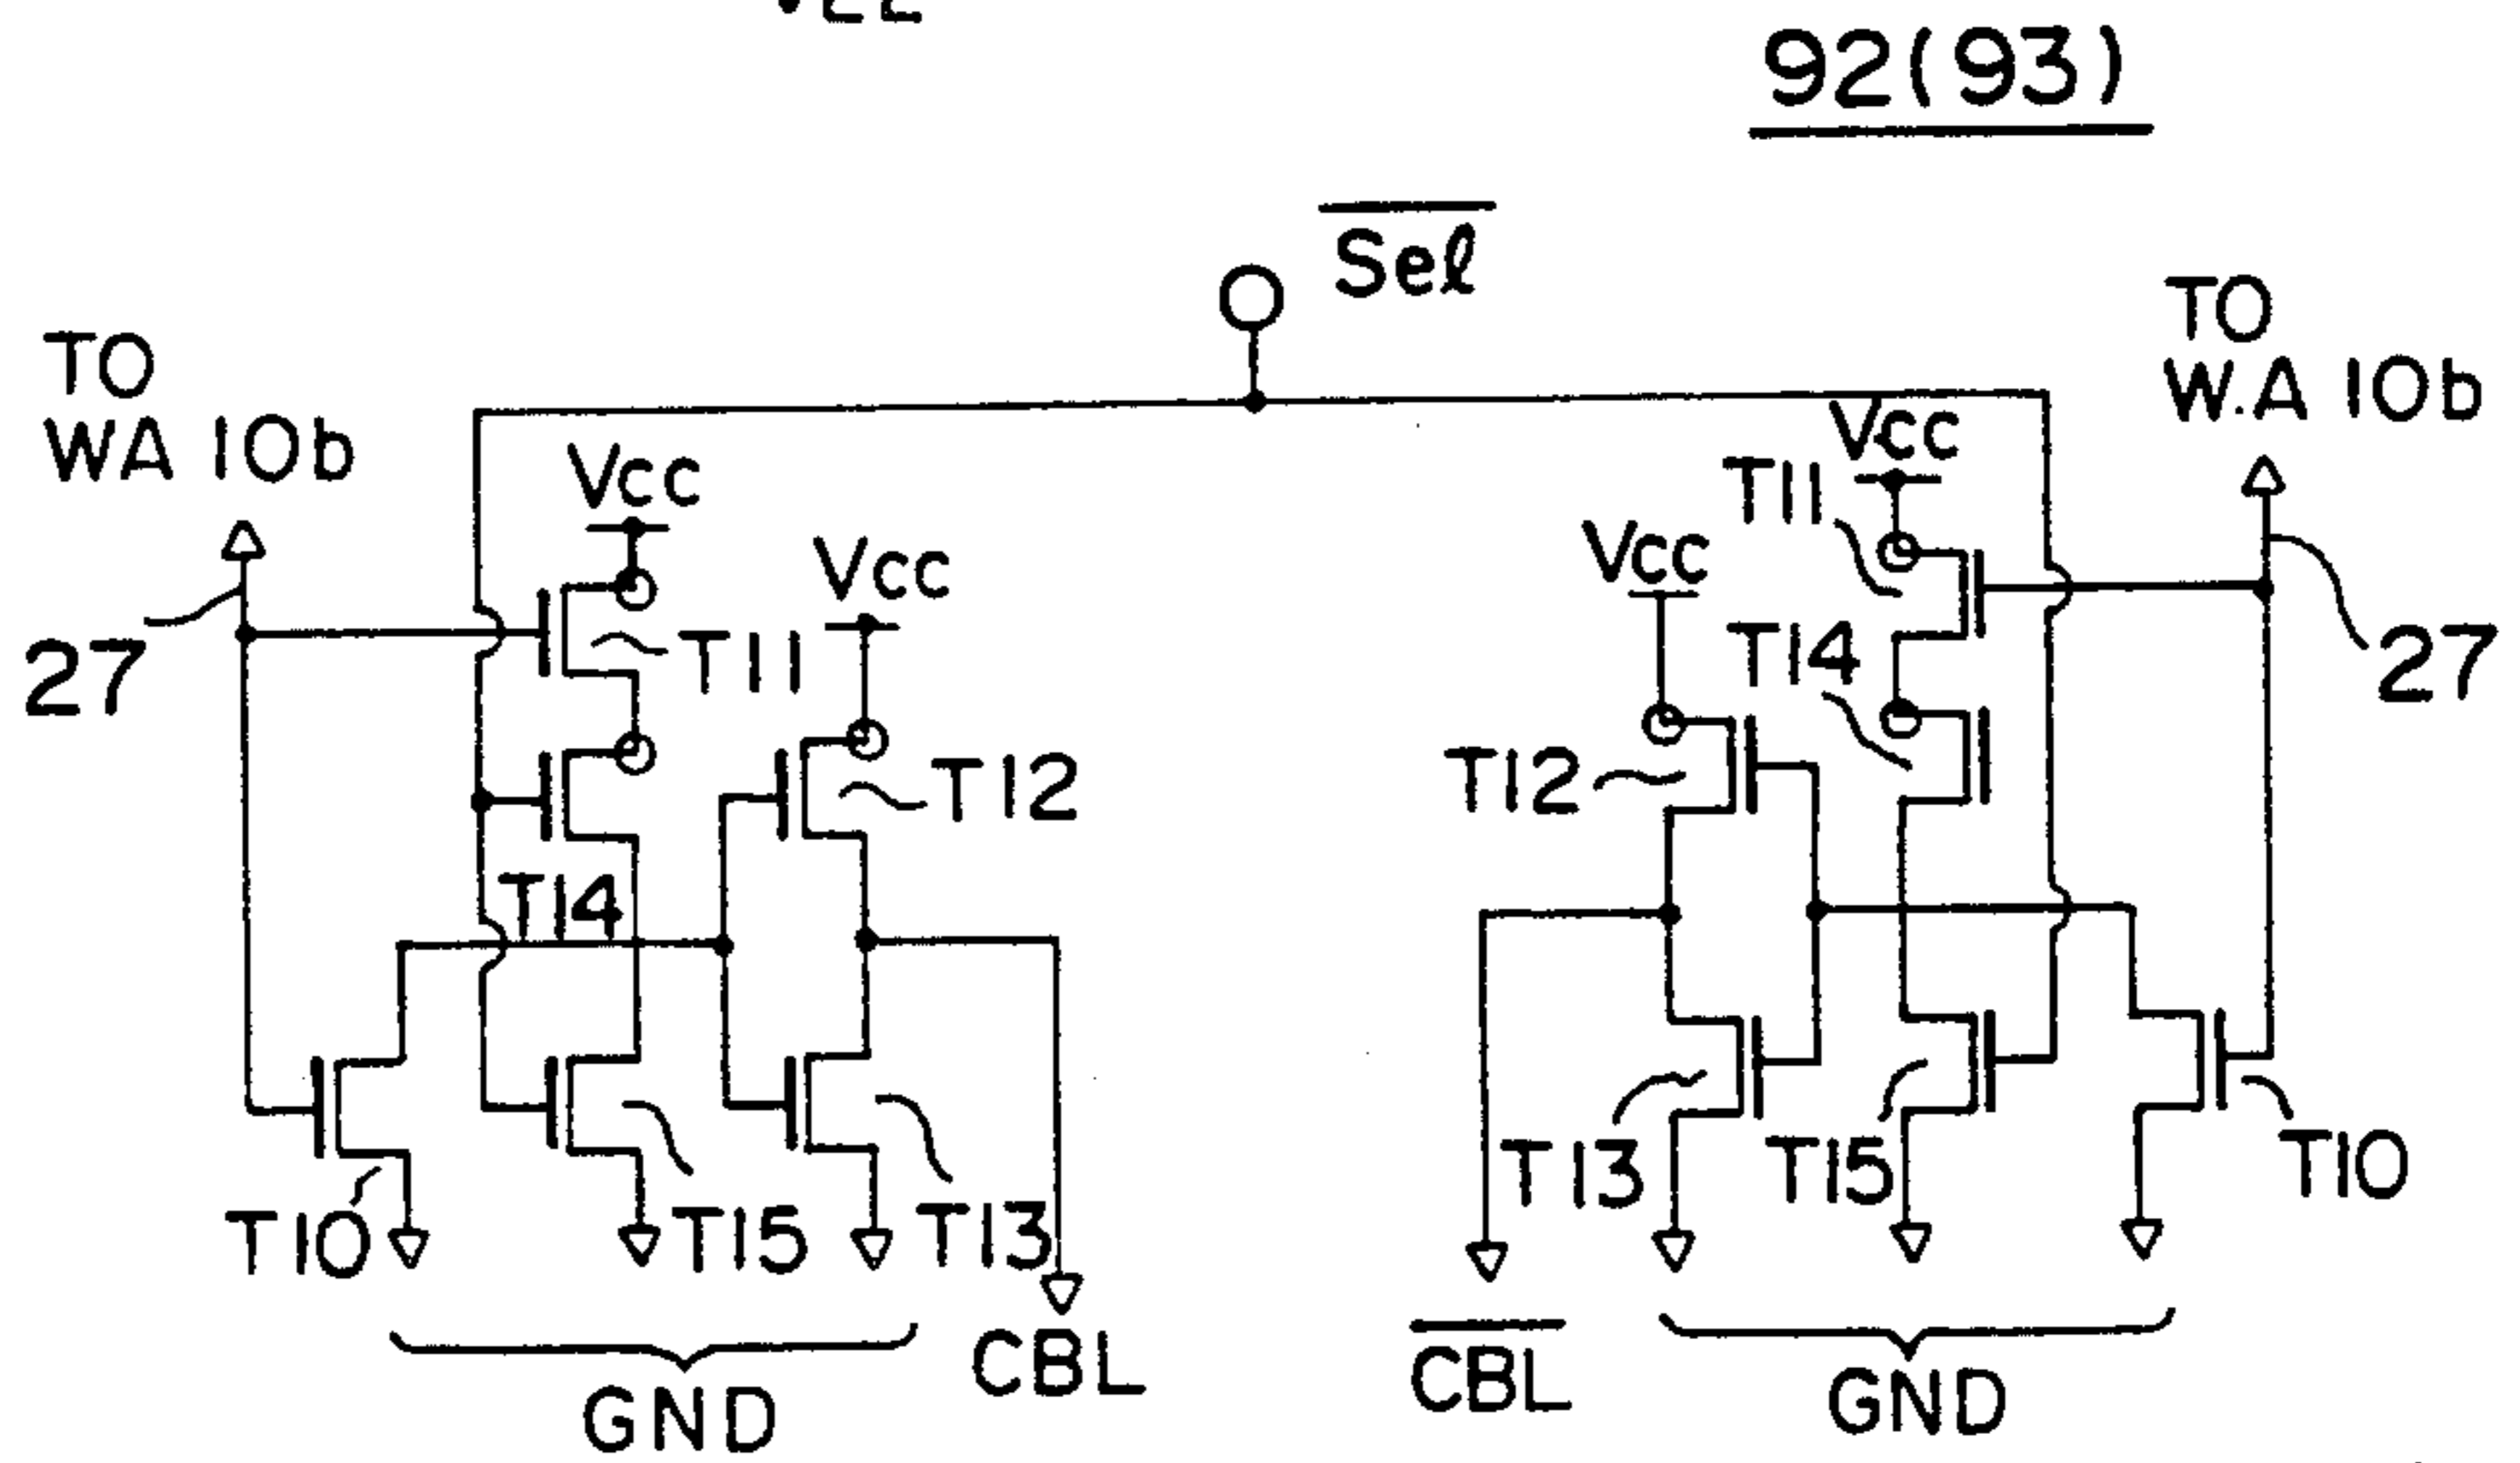 92(93)
Sel
TO
WA 10b
TO
W.A 10b
Vcc
Vcc
T11
Vcc
Vcc
27
T11
T14
27
T12
T12
T14
T10
T15
T13
T13
T15
T10
CBL
CBL
GND
GND